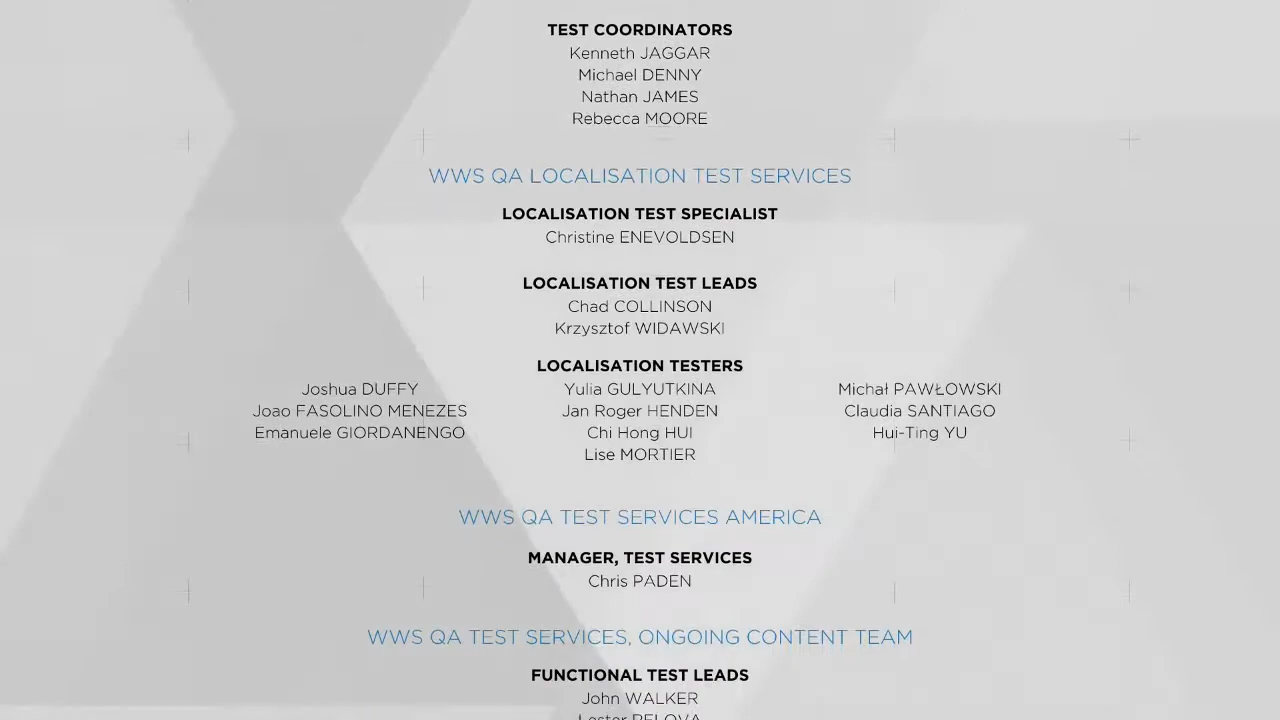 TEST COORDINATORS
Kenneth JAGGAR
Michael DENNY
Nathan JAMES
Rebecca MOORE
WWS QA LOCALISATION TEST SERVICES
LOCALISATION TEST SPECIALIST
Christine ENEVOLDSEN
LOCALISATION TEST LEADS
Chad COLLINSON
Krzysztof WIDAWSKI
LOCALISATION TESTERS
Joshua DUFFY Yulia GULYUTKINA Michał PAWŁOWSKI
Joao FASOLINO MENEZES Jan Roger HENDEN Claudia SANTIAGO
Emanuele GIORDANENGO Chi Hong HUI Hui-Ting YU
Lise MORTIER
WWS QA TEST SERVICES AMERICA
MANAGER, TEST SERVICES
Chris PADEN
WWS QA TEST SERVICES, ONGOING CONTENT TEAM
FUNCTIONAL TEST LEADS
John WALKER